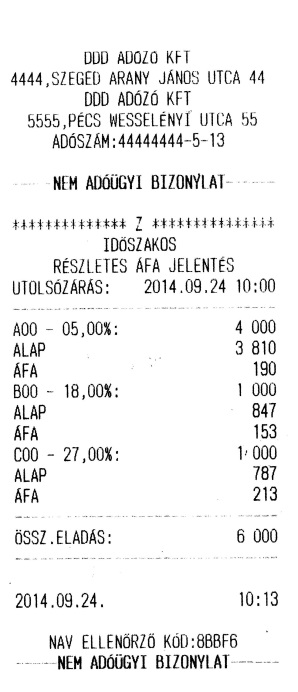 DDD ADÓZÓ KFT
4444,SZEGED ARANY JÁNOS UTCA 44
DDD ADÓZÓ KFT
5555,PÉCS WESSELÉNYI UTCA 55
ADÓSZÁM:44444444-5-13
NEM ADÓÜGYI BIZONYLAT
************** Z ***************
IDŐSZAKOS
RÉSZLETES ÁFA JELENTÉS
UTOLSÓZÁRÁS: 2014.09.24 10:00
A00 - 05,00%: 4 000
ALAP 3 810
ÁFA 190
B00 - 18,00%: 1 000
ALAP 847
ÁFA 153
C00 - 27,00%: 1 000
ALAP 787
ÁFA 213
ÖSSZ.ELADÁS: 6 000
2014.09.24. 10:13
NAV ELLENŐRZŐ KÓD:8BBF6
NEM ADÓÜGYI BIZONYLAT